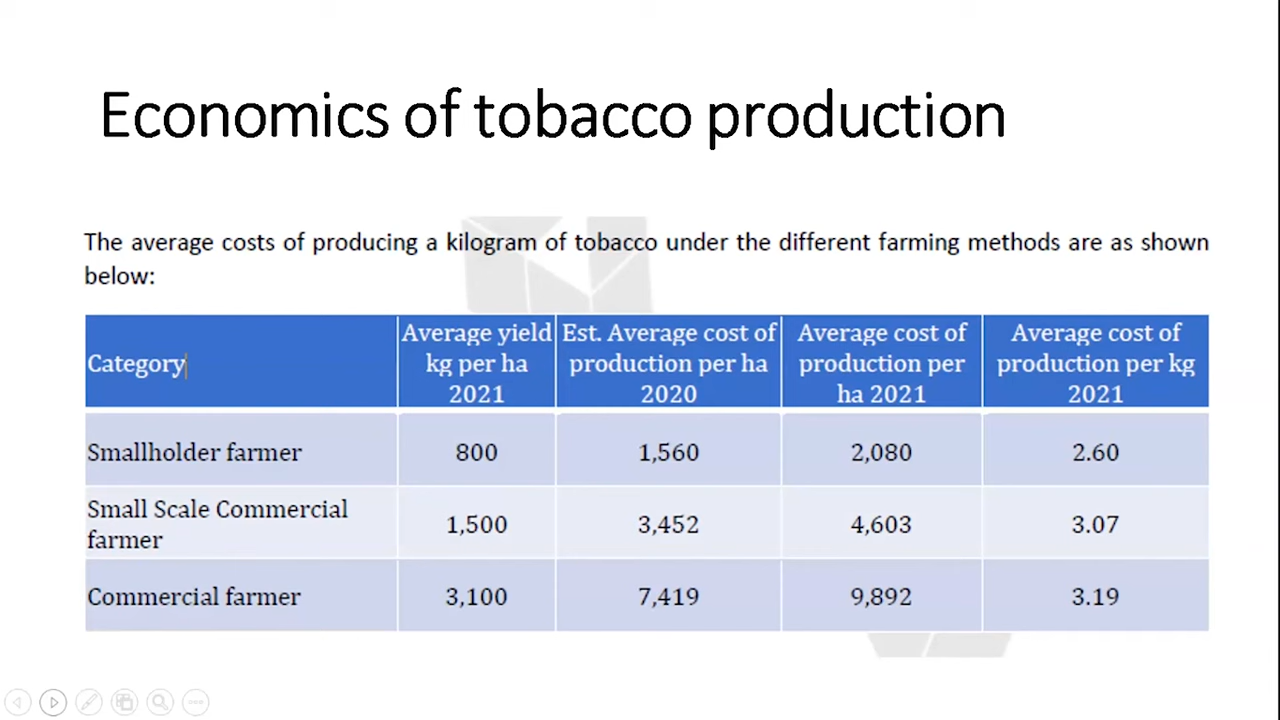 Economics of tobacco production
The average costs of producing a kilogram of tobacco under the different farming methods are as shown
below:
Category
Average yield
kg per ha
2021
Est. Average cost of
production per ha
2020
Average cost of
production per
ha 2021
Average cost of
production per kg
2021
Smallholder farmer 800 1,560 2,080 2.60
Small Scale Commercial
farmer
1,500 3,452 4,603 3.07
Commercial farmer 3,100 7,419 9,892 3.19